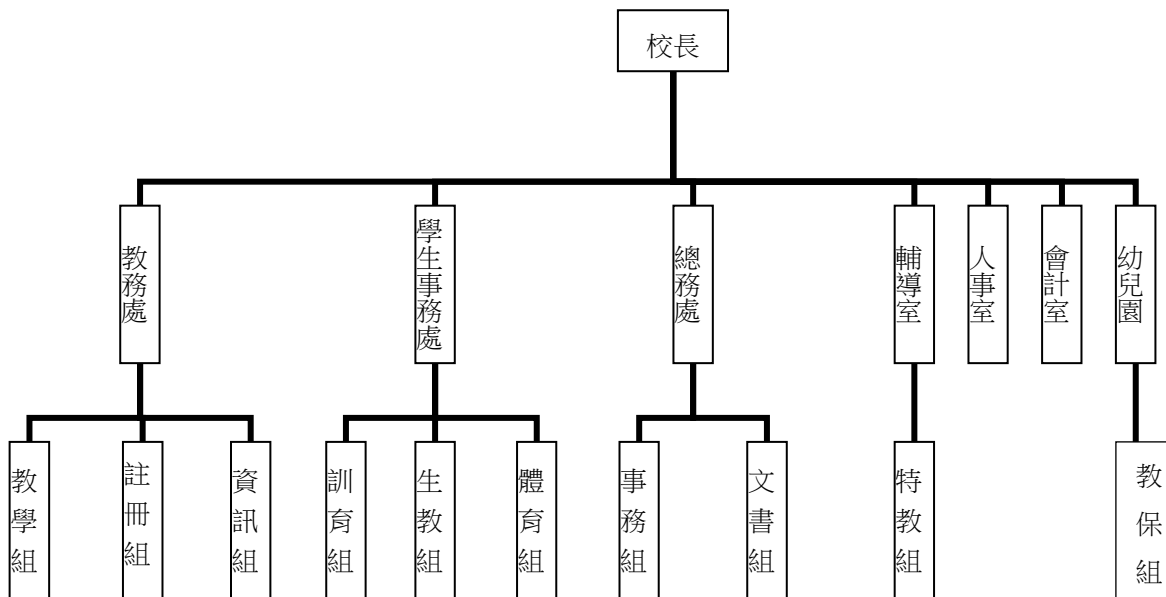 校長
教務處
學生事務處
總務處
輔導室
人事室
會計室
幼兒園
教學組
註冊組
資訊組
訓育組
生教組
體育組
事務組
文書組
特教組
教保組